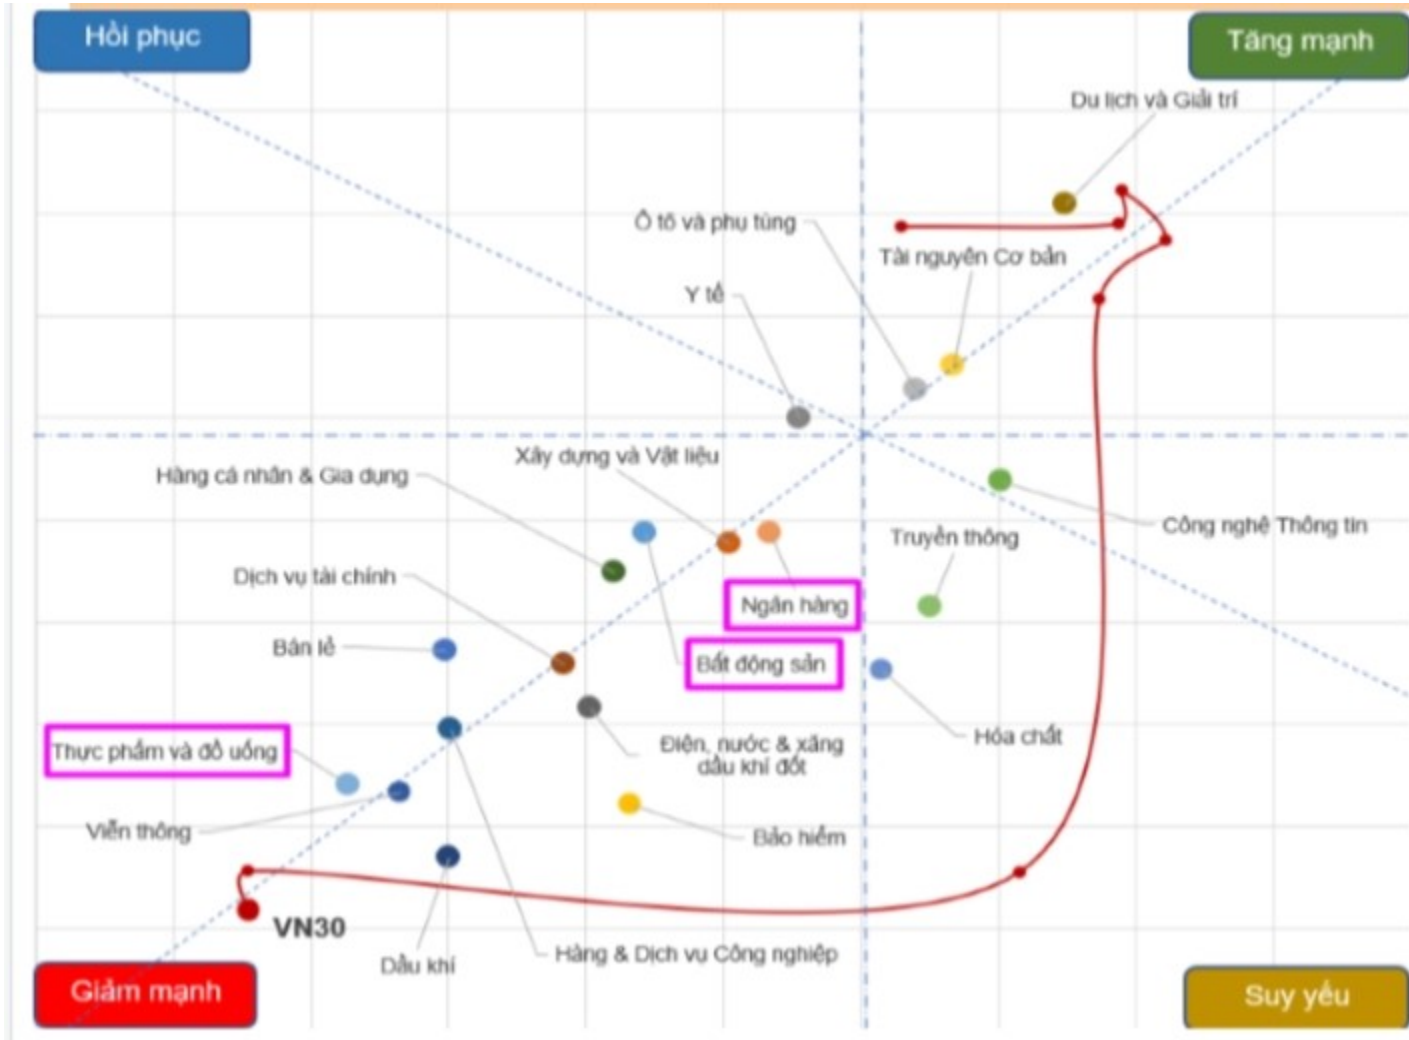 Hồi phục
Tăng mạnh
Du lịch và Giải trí
Ô tô và phụ tùng
Tài nguyên Cơ bản
Y tế
Xây dựng và Vật liệu
Hàng cá nhân & Gia dụng
Công nghệ Thông tin
Truyền thông
Dịch vụ tài chính
Ngân hàng
Bán lẻ
Bất động sản
Hóa chất
Thực phẩm và đồ uống
Điện, nước & xăng
dầu khí đốt
Viễn thông
Bảo hiểm
VN30
Hàng & Dịch vụ Công nghiệp
Dầu khí
Giảm mạnh
Suy yếu